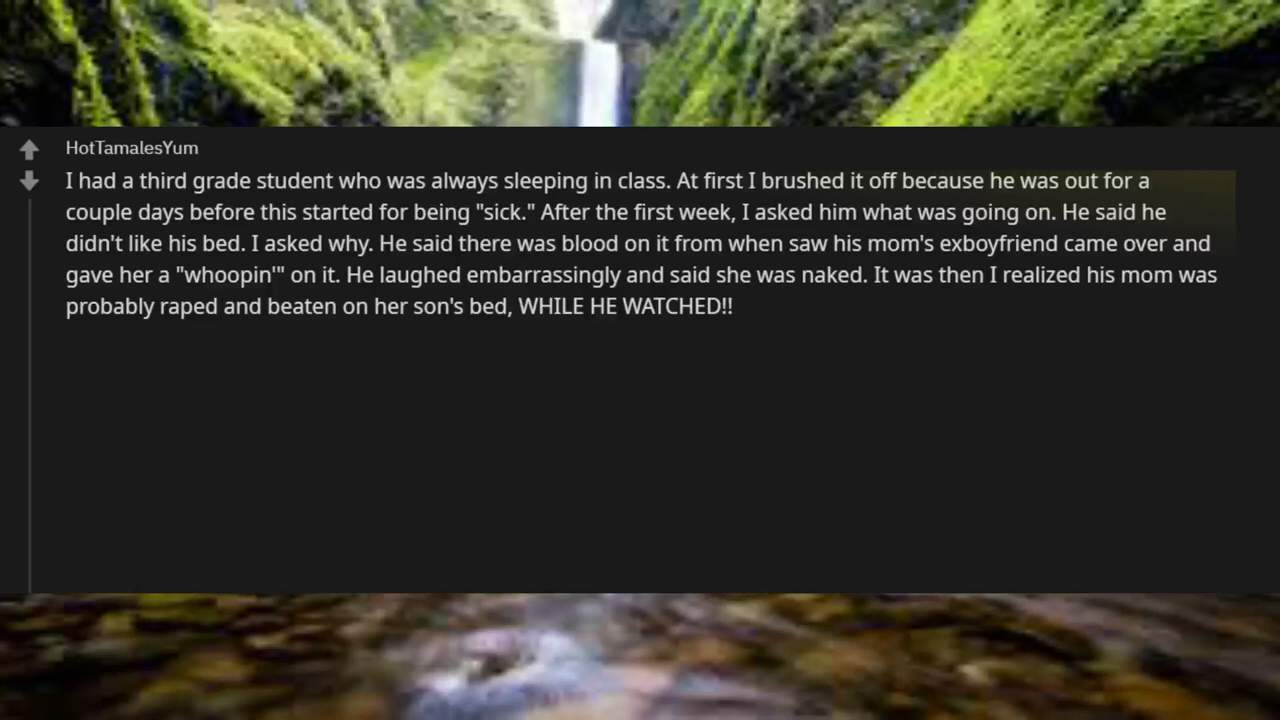 HotTamalesYum
I had a third grade student who was always sleeping in class. At first I brushed it off because he was out for a
couple days before this started for being "sick." After the first week, I asked him what was going on. He said he
didn't like his bed. I asked why. He said there was blood on it from when saw his mom's exboyfriend came over and
gave her a "whoopin'" on it. He laughed embarrassingly and said she was naked. It was then I realized his mom was
probably raped and beaten on her son's bed, WHILE HE WATCHED!!